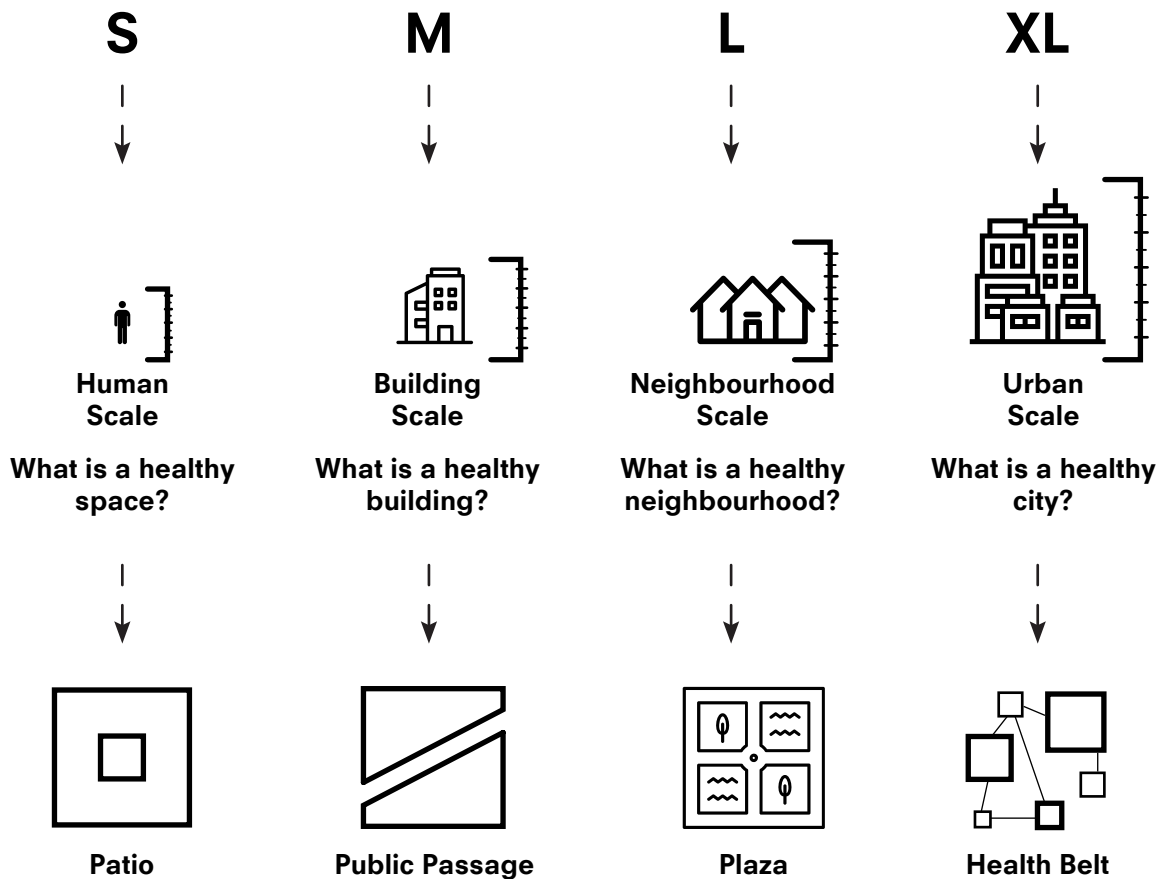 S
M
L
XL
Human
Scale
Building
Scale
Neighbourhood
Scale
Urban
Scale
What is a healthy
space?
What is a healthy
building?
What is a healthy
neighbourhood?
What is a healthy
city?
Patio
Public Passage
Plaza
Health Belt